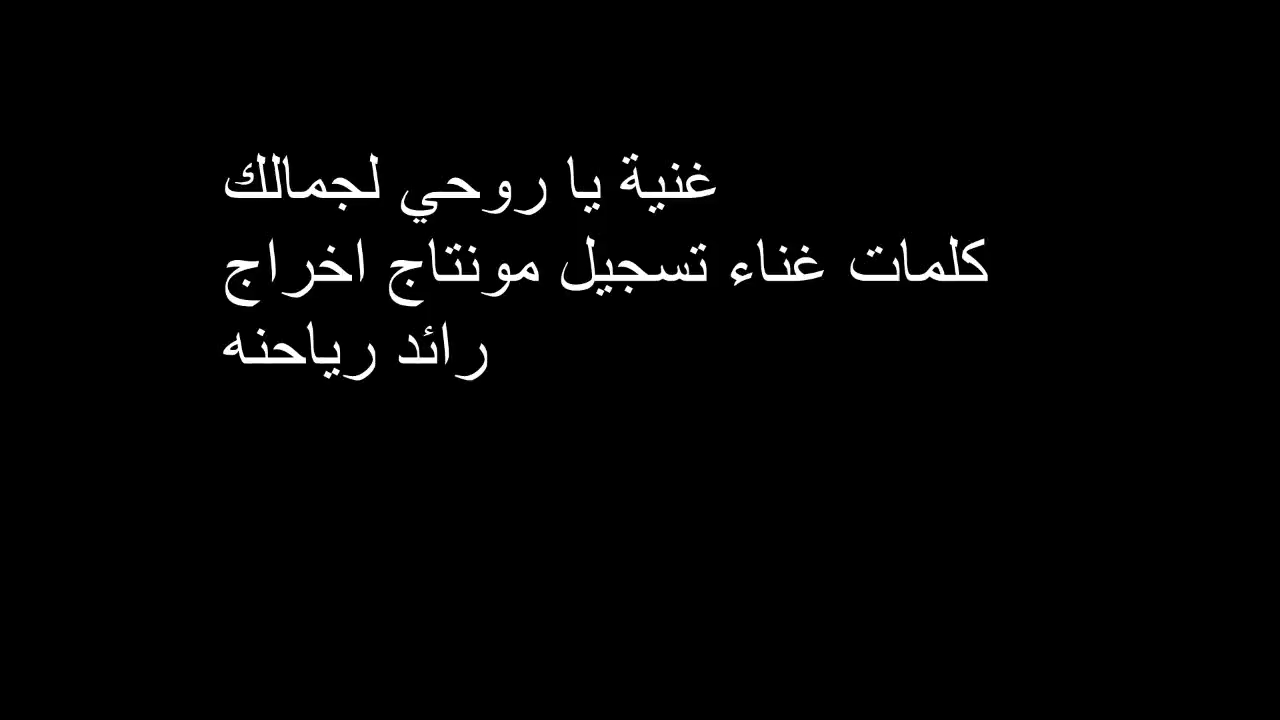 غنية يا روحي لجمالك
كلمات غناء تسجيل مونتاج اخراج
رائد رياحنه